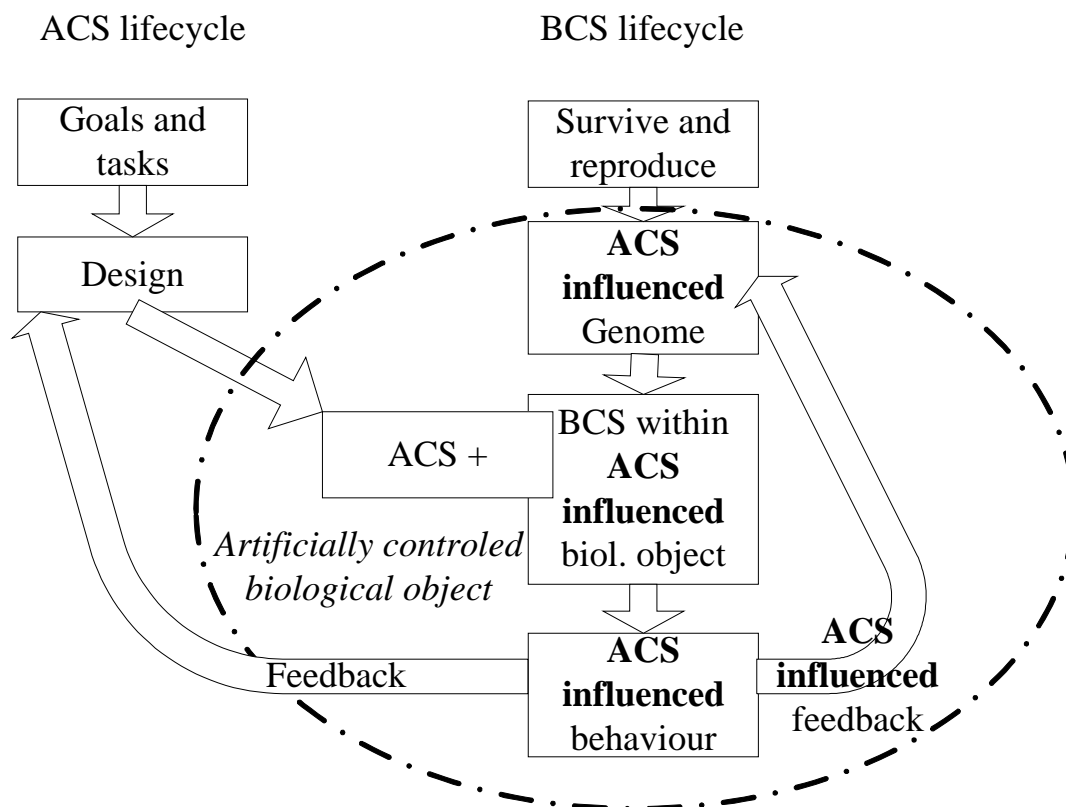 ACS lifecycle
BCS lifecycle
Goals and
tasks
Survive and
reproduce
Design
ACS
influenced
Genome
ACS +
BCS within
ACS
influenced
biol. object
Artificially controled
biological object
Feedback
ACS
influenced
behaviour
ACS
influenced
feedback